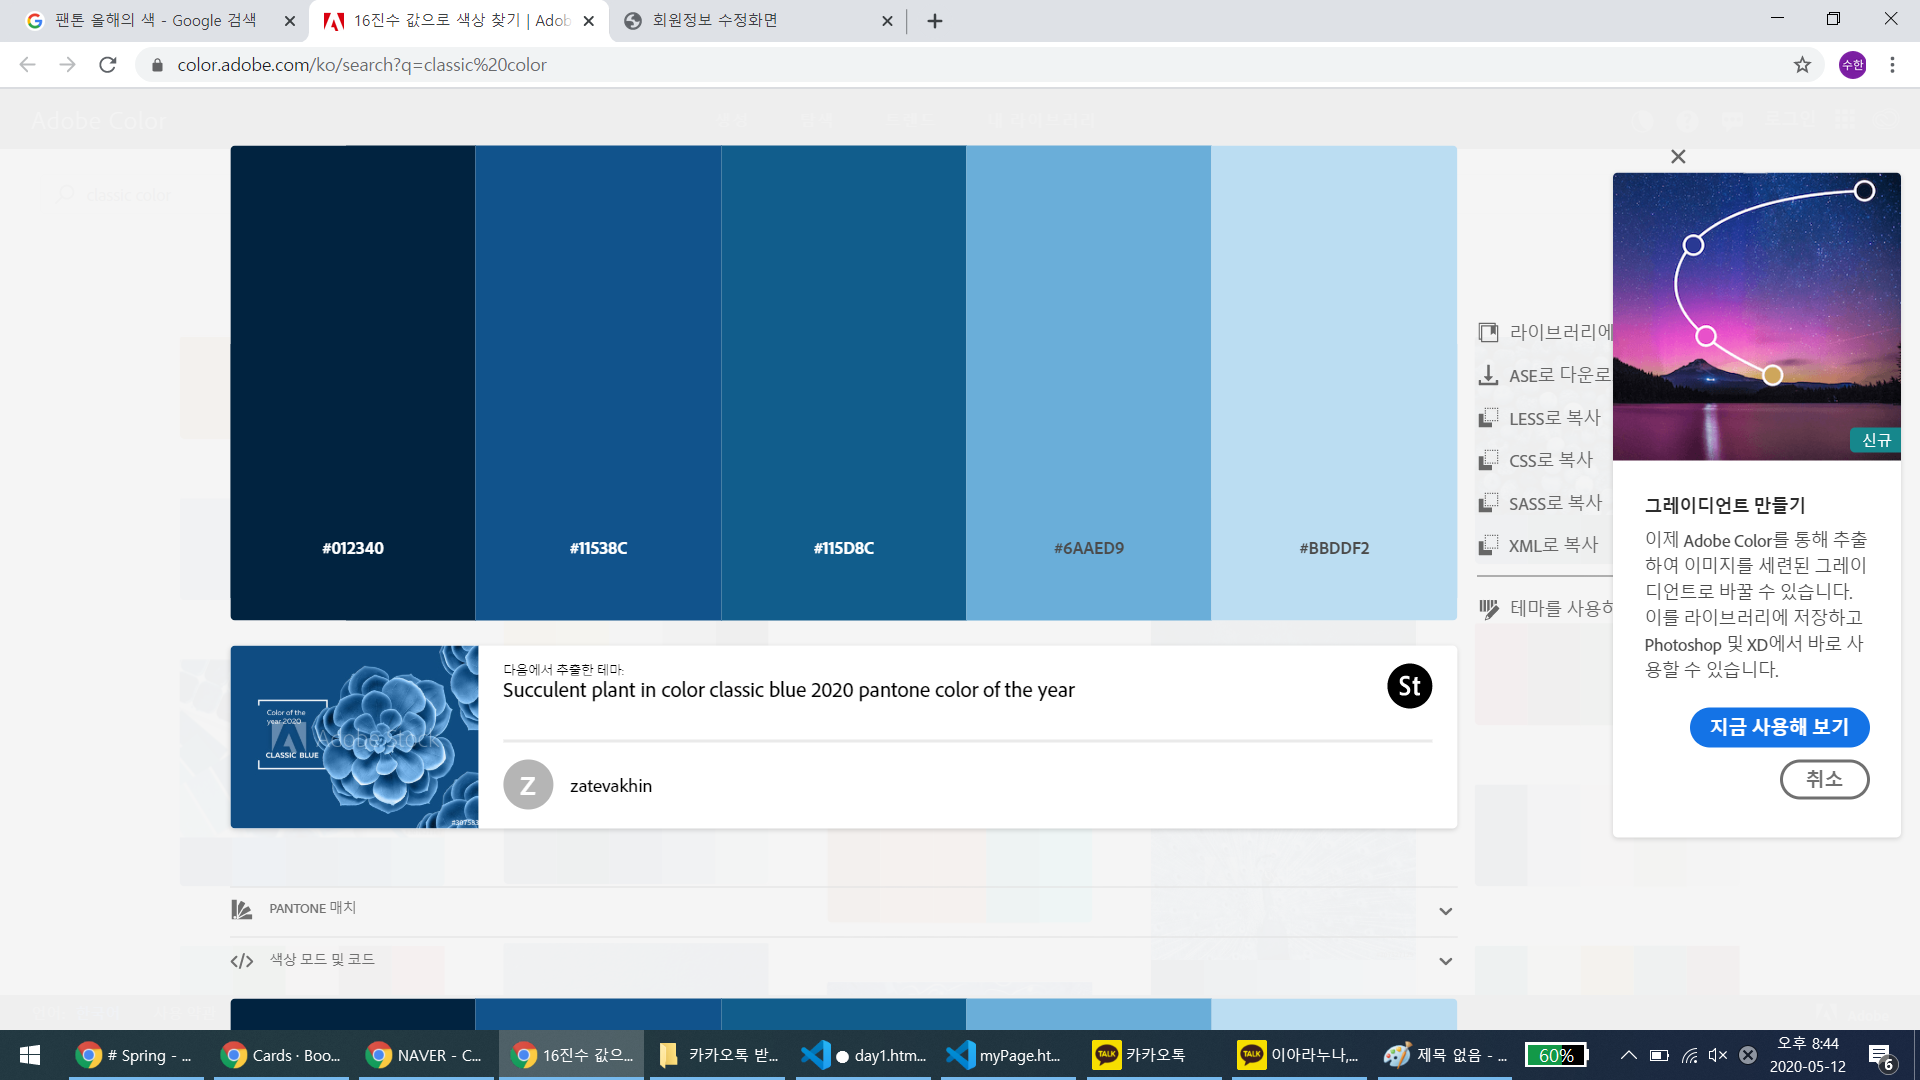 팬톤 올해의 색 - Google 검색
16진수 값으로 색상 찾기 | Adob
회원정보 수정화면
color.adobe.com/ko/search?q=classic%20color
수한
Adobe Color
classic color
#012340
#11538C
#115D8C
#6AAED9
#BBDDF2
라이브러리에
ASE로 다운로
LESS로 복사
CSS로 복사
SASS로 복사
XML로 복사
테마를 사용하
신규
그레이디언트 만들기
이제 Adobe Color를 통해 추출
하여 이미지를 세련된 그레이
디언트로 바꿀 수 있습니다.
이를 라이브러리에 저장하고
Photoshop 및 XD에서 바로 사
용할 수 있습니다.
지금 사용해 보기
취소
Color of the
year 2020
Adobe Stock
CLASSIC BLUE
다음에서 추출한 테마:
Succulent plant in color classic blue 2020 pantone color of the year
St
Z
zatevakhin
PANTONE 매치
색상 모드 및 코드
# Spring - ...
Cards · Boo...
NAVER - C...
16진수 값으...
카카오톡 받...
● day1.htm...
myPage.ht...
TALK
카카오톡
TALK
이아라누나,...
제목 없음 - ...
60%
오후 8:44
2020-05-12
6